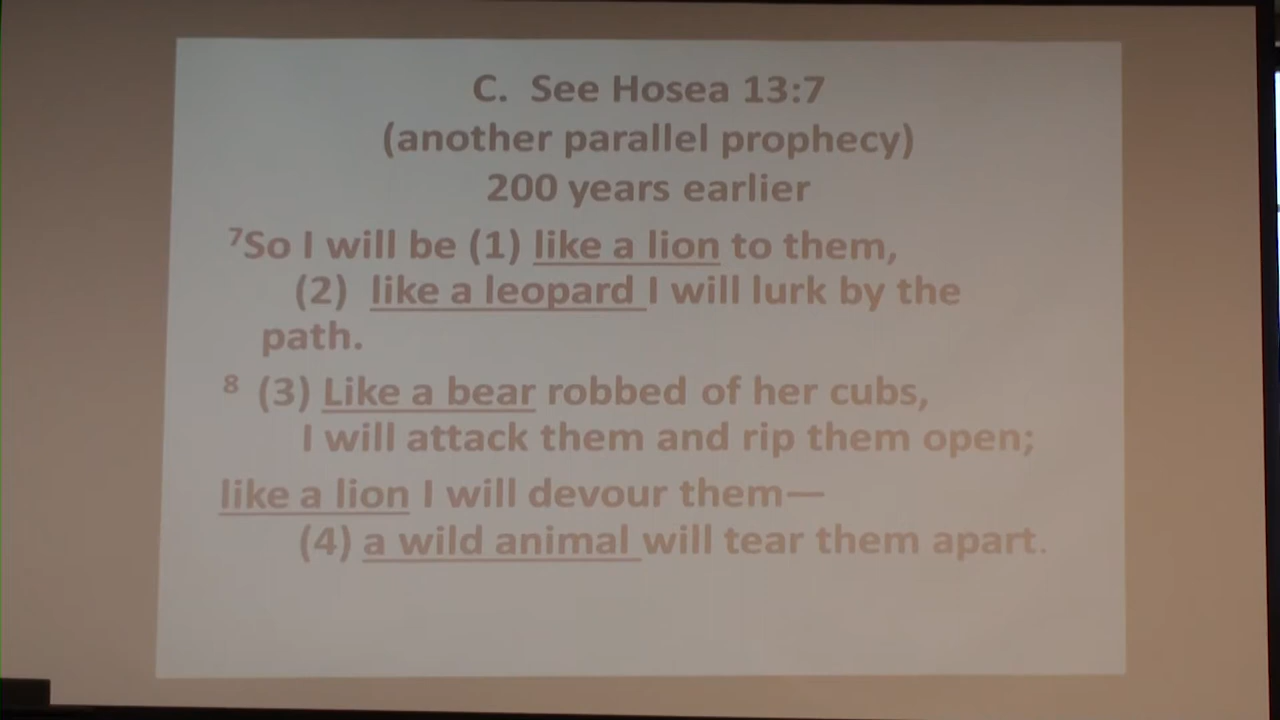 C. See Hosea 13:7
(another parallel prophecy)
200 years earlier
⁷So I will be (1) like a lion to them,
(2) like a leopard I will lurk by the
path.
⁸ (3) Like a bear robbed of her cubs,
I will attack them and rip them open;
like a lion I will devour them—
(4) a wild animal will tear them apart.